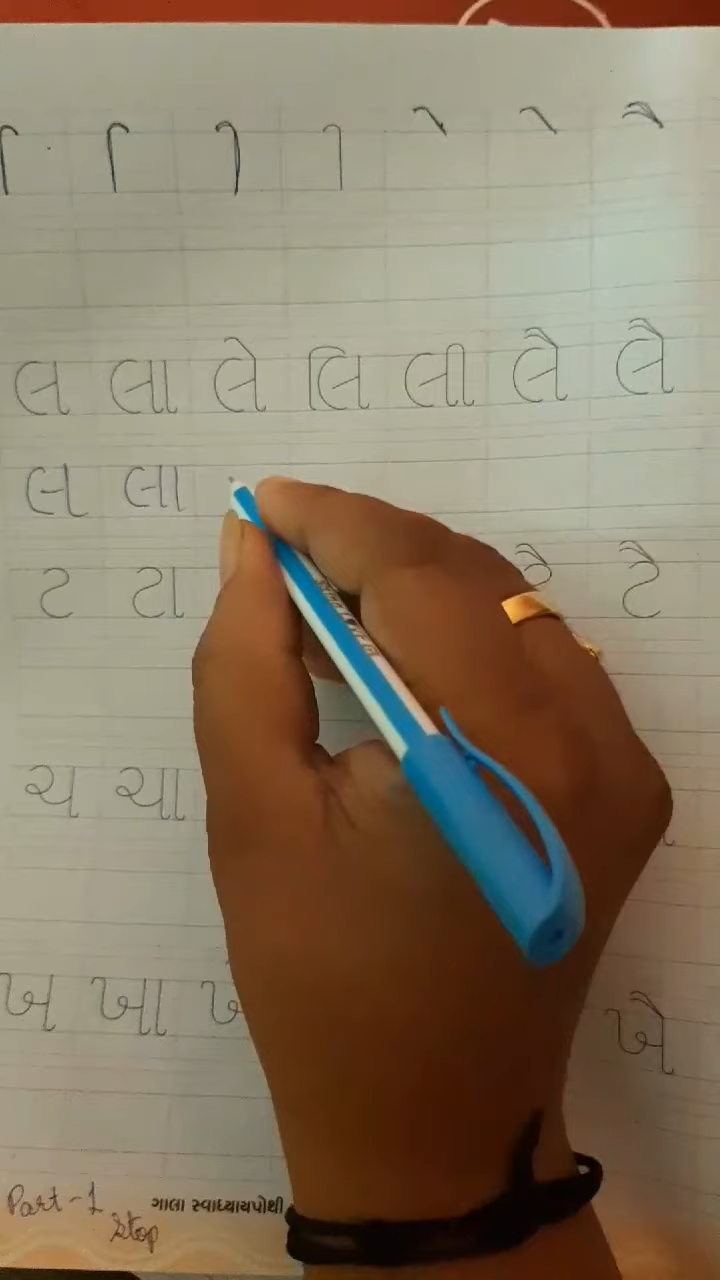 લ લા લે લિ લી લૈ લૈ
લ લા
ટ ટા ટૈ
ચ ચા
ખ ખા ખૈ
Part-1
Stop
ગાલા સ્વાધ્યાયપોથી